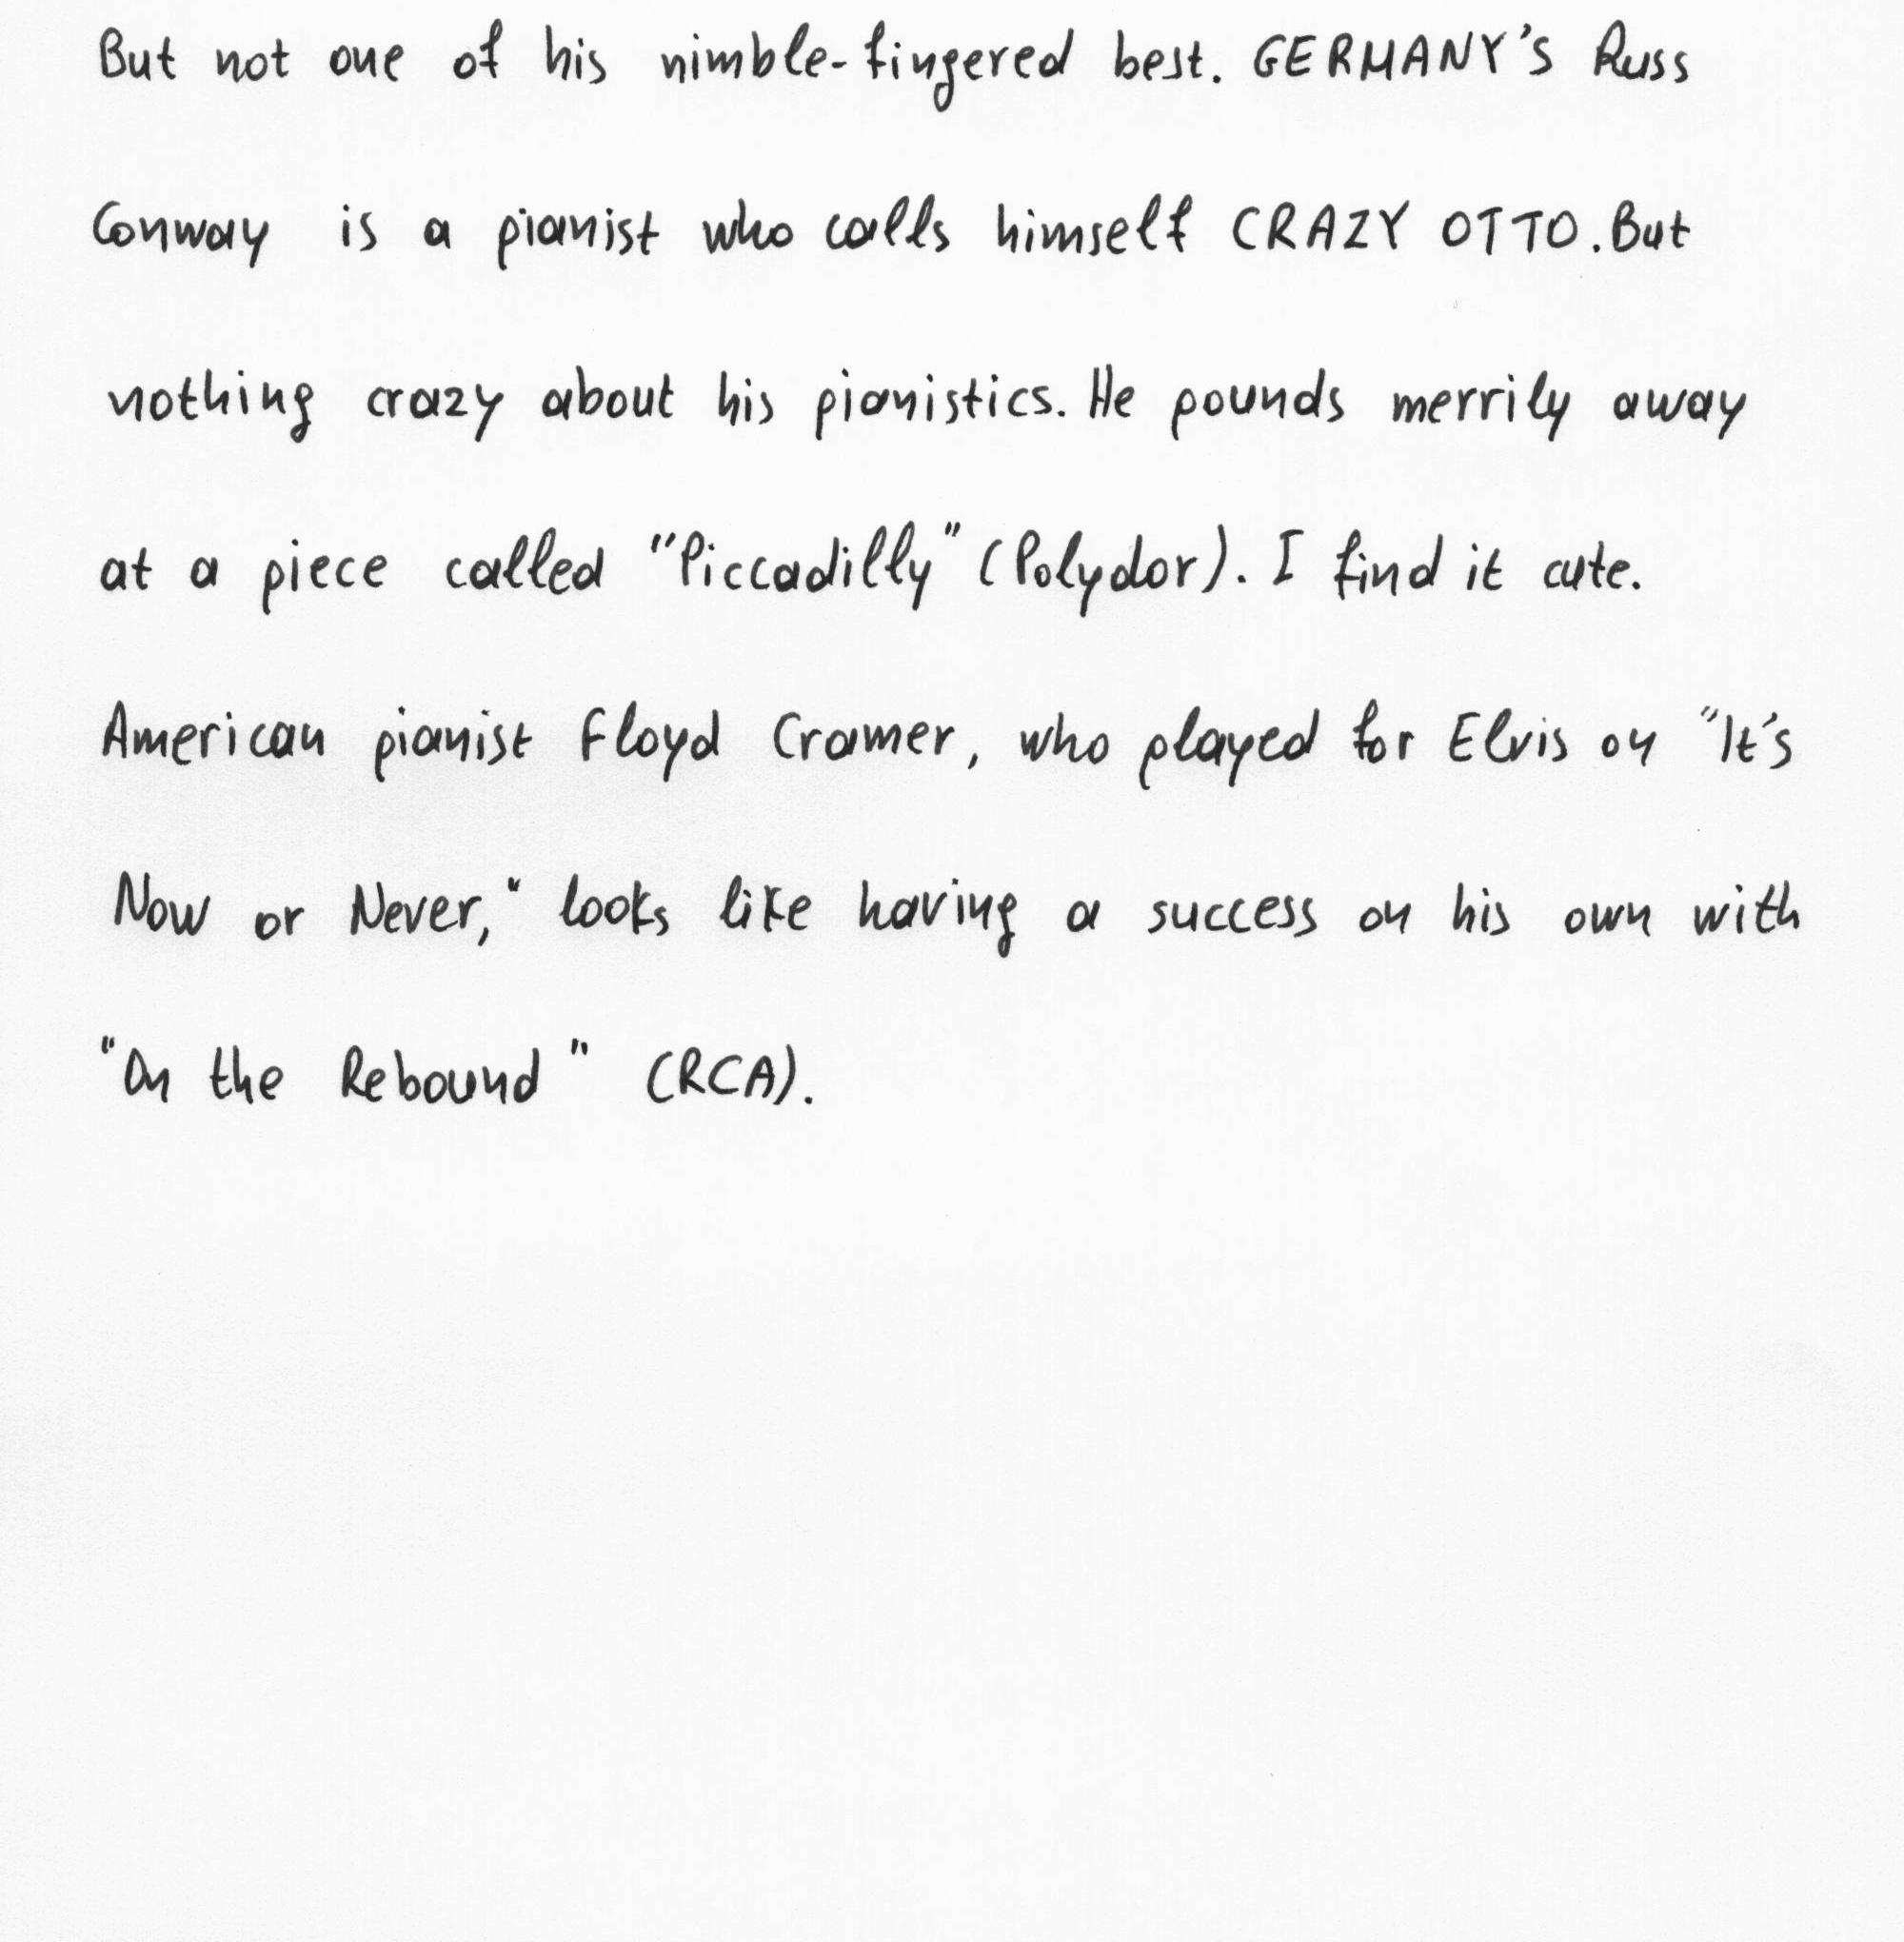 But not one of his nimble-fingered best. GERMANY'S Russ
Conway is a pianist who calls himself CRAZY OTTO. But
nothing crazy about his pianistics. He pounds merrily away
at a piece called "Piccadilly" (Polydor). I find it cute.
American pianist Floyd Cramer, who played for Elvis on "It's
Now or Never," looks like having a success on his own with
"On the Rebound" (RCA).